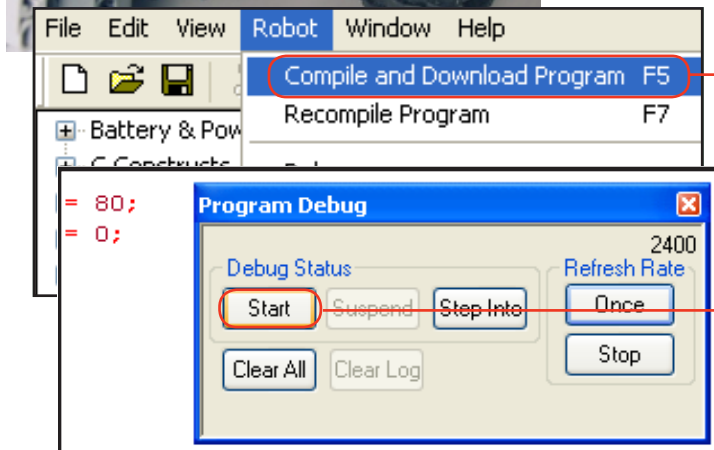 File Edit View Robot Window Help
Compile and Download Program F5
Recompile Program F7
Battery & Pow
C Constructs
= 80;
= 0;
Program Debug
2400
Debug Status
Refresh Rate
Start Suspend Step Into
Once
Clear All Clear Log
Stop